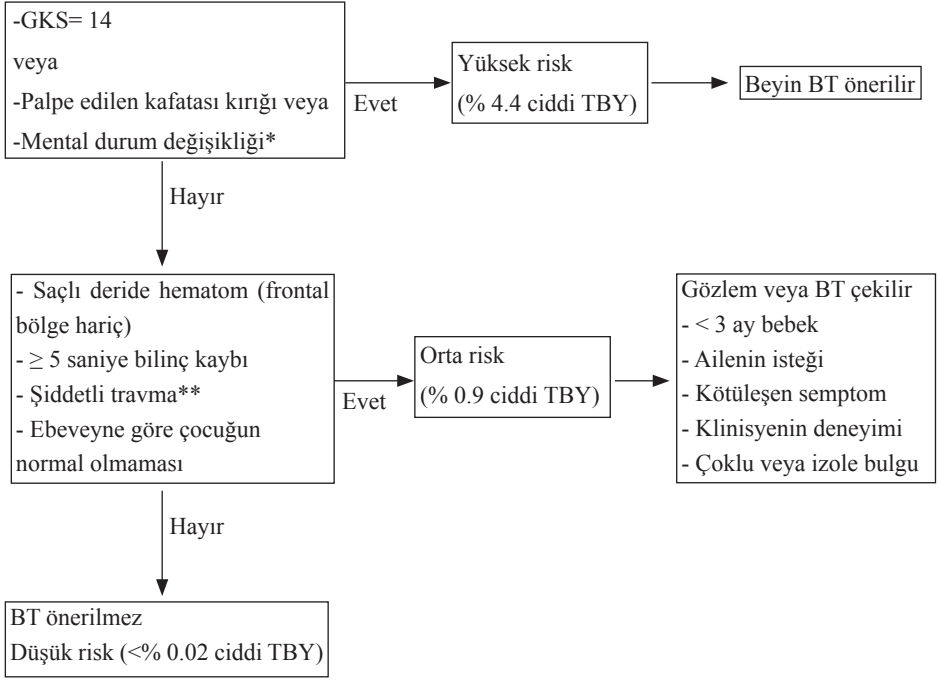 -GKS= 14
veya
-Palpe edilen kafatası kırığı veya
-Mental durum değişikliği*
Evet
Yüksek risk
(% 4.4 ciddi TBY)
Beyin BT önerilir
Hayır
- Saçlı deride hematom (frontal
bölge hariç)
- ≥ 5 saniye bilinç kaybı
- Şiddetli travma**
- Ebeveyne göre çocuğun
normal olmaması
Evet
Orta risk
(% 0.9 ciddi TBY)
Gözlem veya BT çekilir
- < 3 ay bebek
- Ailenin isteği
- Kötüleşen semptom
- Klinisyenin deneyimi
- Çoklu veya izole bulgu
Hayır
BT önerilmez
Düşük risk (<% 0.02 ciddi TBY)